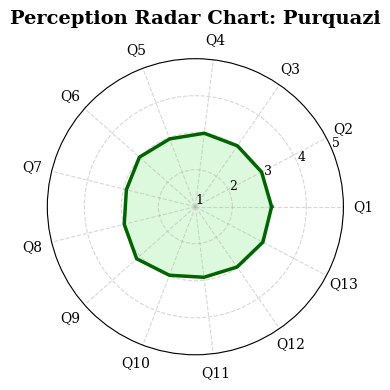 Perception Radar Chart: Purquazi
Q4
Q5
Q3
Q6
Q2
5
4
3
Q7
2
1
Q1
Q8
Q13
Q9
Q12
Q10
Q11